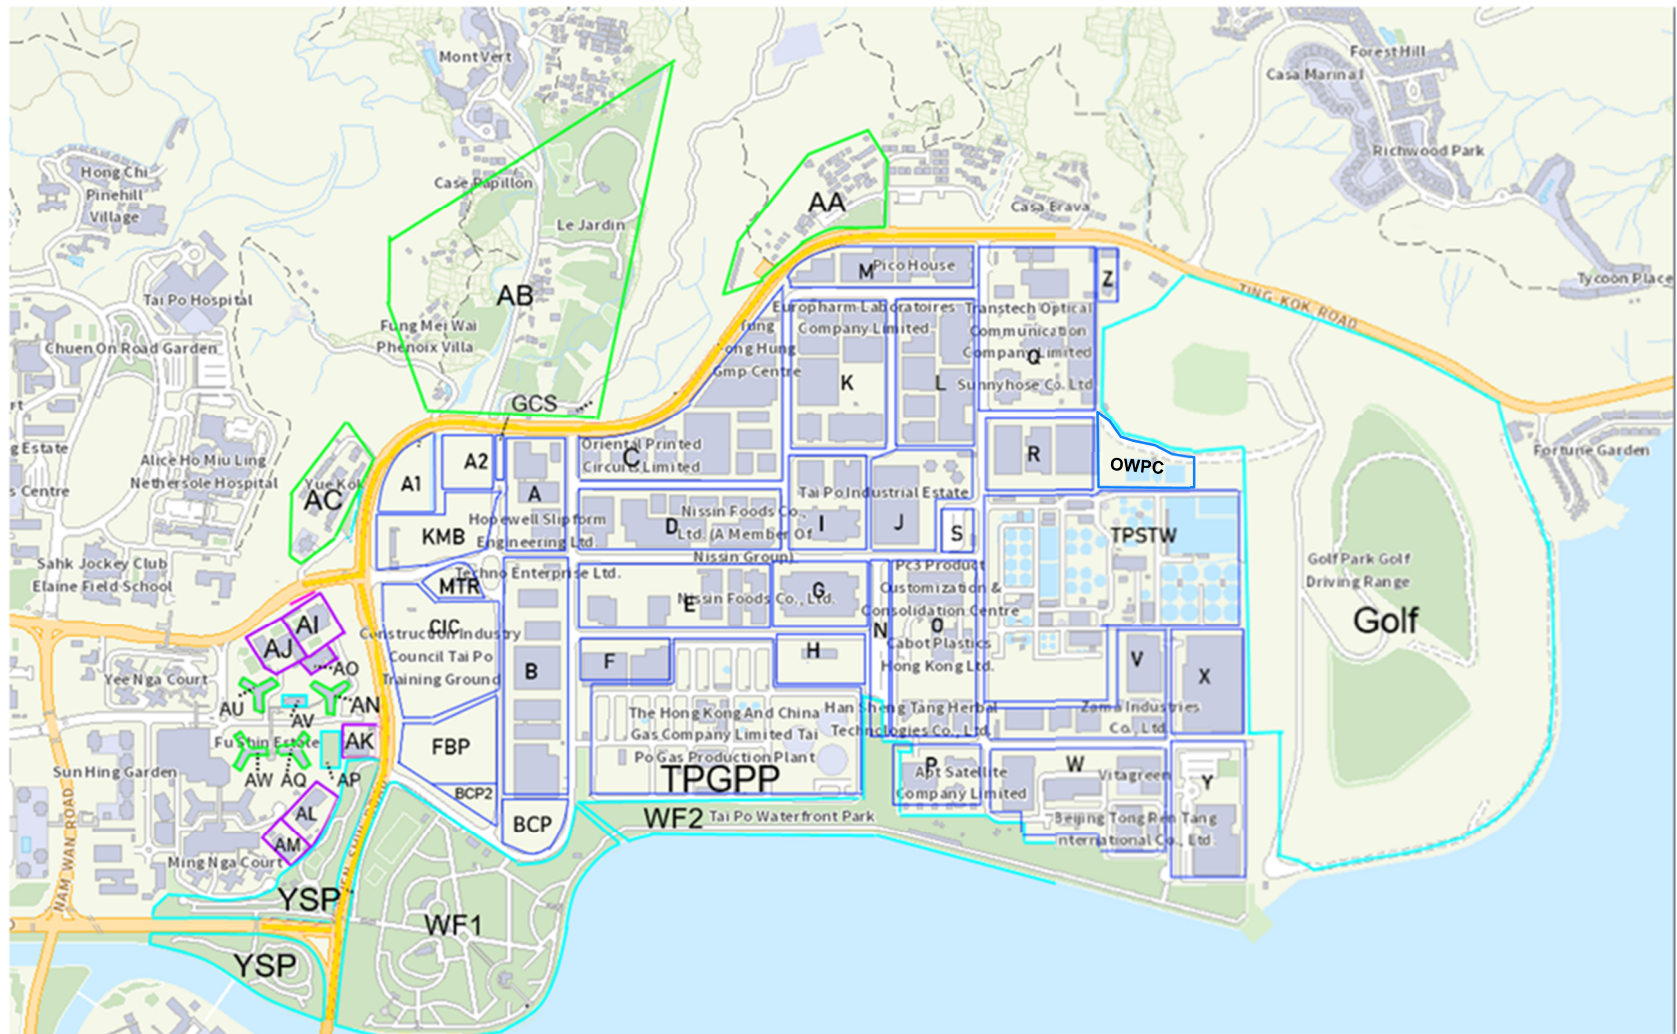 Mont Vert
Forest Hill
Casa Marina I
Richwood Park
Hong Chi
Pinehill
Village
Case Papillon
Le Jardin
AA
Casa Brava
Tycoon Place
Tai Po Hospital
AB
Fung Mei Wai
Phenoix Villa
Chuen On Road Garden
M
Pico House
Z
TING KOK ROAD
Europharm Laboratoires
Company Limited
Transtech Optical
Communication
Company Limited
Q
Sunnyhose Co. Ltd
Tung
ong Hung
Gmp Centre
K
L
GCS
g Estate
s Centre
Alice Ho Miu Ling
Nethersole Hospital
Yue Kok
AC
A1
A2
A
Oriental Printed
Circuits Limited
C
R
OWPC
Fortune Garden
Tai Po Industrial Estate
I
J
S
KMB
Hopewell Slipform
Engineering Ltd.
D
Nissin Foods Co.,
Ltd. (A Member Of
Nissin Group)
TPSTW
Sahk Jockey Club
Elaine Field School
MTR
Techno Enterprise Ltd.
E
Nissin Foods Co., Ltd.
G
Pc3 Product
Customization &
Consolidation Centre
N
O
Cabot Plastics
Hong Kong Ltd.
Golf Park Golf
Driving Range
Golf
AI
AJ
AO
CIC
Construction Industry
Council Tai Po
Training Ground
B
F
H
V
X
Yee Nga Court
AU
AV
AN
Fu Shin Estate
AK
AW
AQ
AP
Sun Hing Garden
FBP
BCP2
BCP
The Hong Kong And China
Gas Company Limited Tai
Po Gas Production Plant
TPGPP
Han Sheng Tang Herbal
Technologies Co., Ltd.
Zama Industries
Co., Ltd.
P
Apt Satellite
Company Limited
W
Vitagreen
Y
Beijing Tong Ren Tang
International Co., Ltd.
WF2
Tai Po Waterfront Park
AL
AM
Ming Nga Court
NAM WAN ROAD
YSP
WF1
YSP